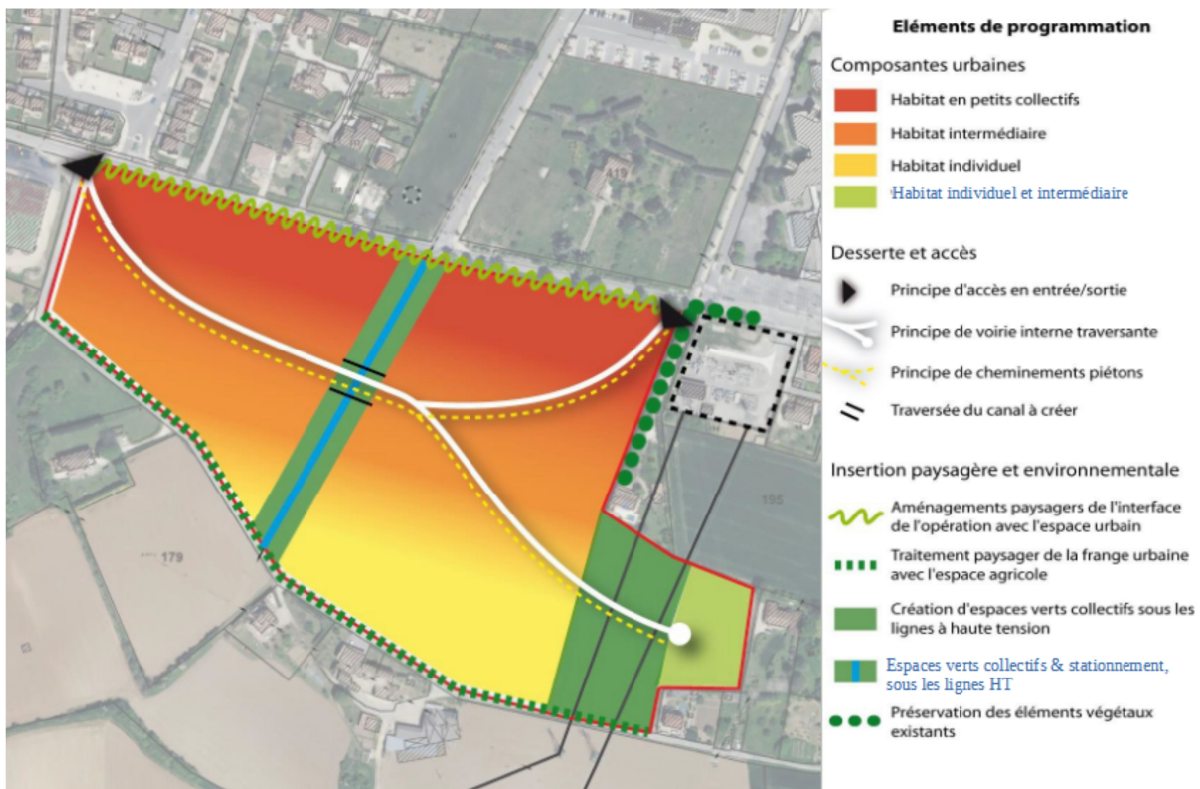 Eléments de programmation
Composantes urbaines
Habitat en petits collectifs
Habitat intermédiaire
Habitat individuel
Habitat individuel et intermédiaire
Desserte et accès
Principe d'accès en entrée/sortie
Principe de voirie interne traversante
Principe de cheminements piétons
Traversée du canal à créer
Insertion paysagère et environnementale
Aménagements paysagers de l'interface
de l'opération avec l'espace urbain
Traitement paysager de la frange urbaine
avec l'espace agricole
Création d'espaces verts collectifs sous les
lignes à haute tension
Espaces verts collectifs & stationnement,
sous les lignes HT
Préservation des éléments végétaux
existants
419
195
179